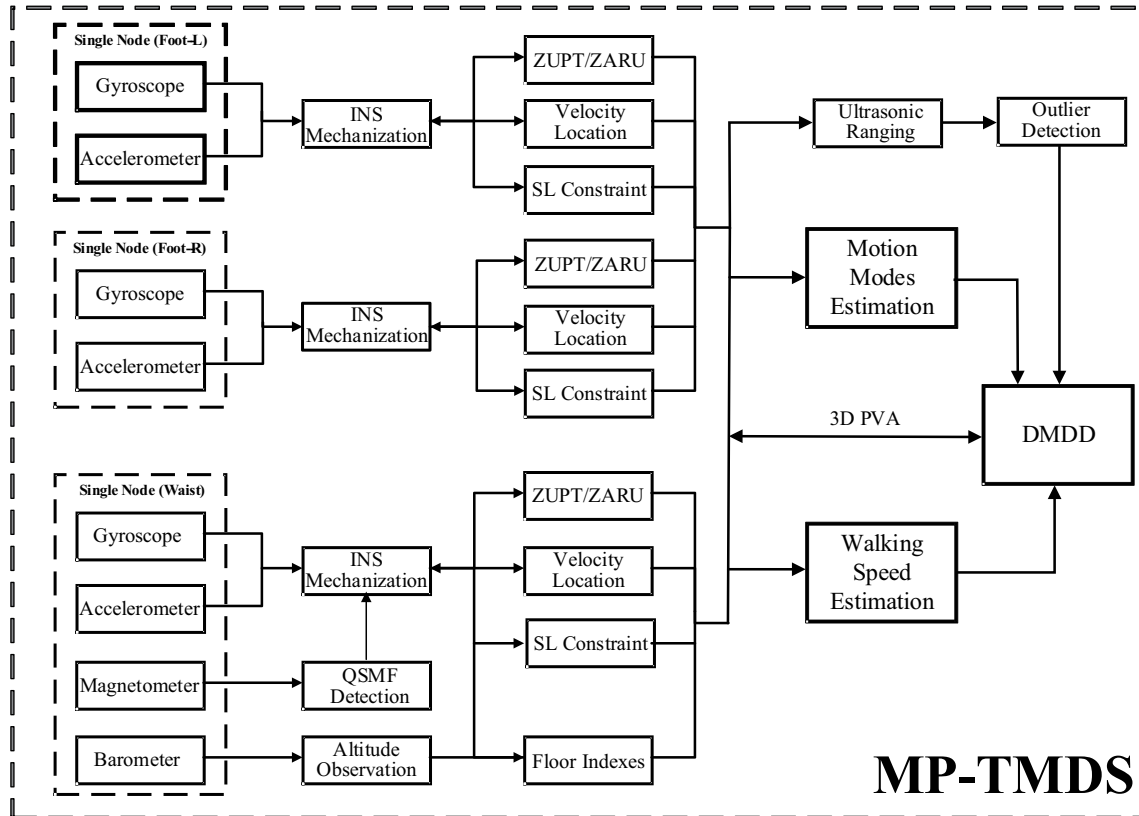 Single Node (Foot-L)
Gyroscope
Accelerometer
INS
Mechanization
ZUPT/ZARU
Velocity
Location
SL Constraint
Single Node (Foot-R)
Gyroscope
Accelerometer
INS
Mechanization
ZUPT/ZARU
Velocity
Location
SL Constraint
Single Node (Waist)
Gyroscope
Accelerometer
Magnetometer
Barometer
INS
Mechanization
QSMF
Detection
Altitude
Observation
ZUPT/ZARU
Velocity
Location
SL Constraint
Floor Indexes
Ultrasonic
Ranging
Outlier
Detection
Motion
Modes
Estimation
3D PVA
DMDD
Walking
Speed
Estimation
MP-TMDS